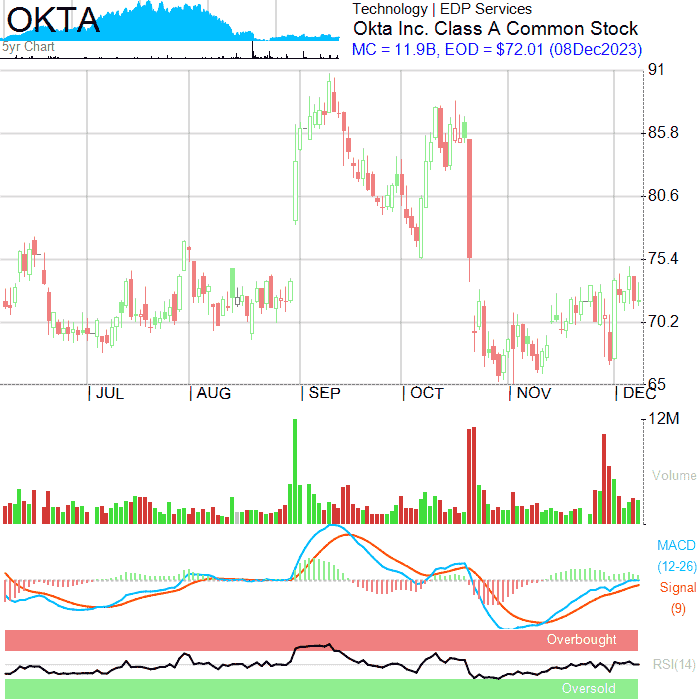 OKTA
5yr Chart
Technology | EDP Services
Okta Inc. Class A Common Stock
MC = 11.9B, EOD = $72.01 (08Dec2023)
91
85.8
80.6
75.4
70.2
65
| JUL
| AUG
| SEP
| OCT
| NOV
| DEC
12M
Volume
MACD
(12-26)
Signal
(9)
Overbought
RSI(14)
Oversold